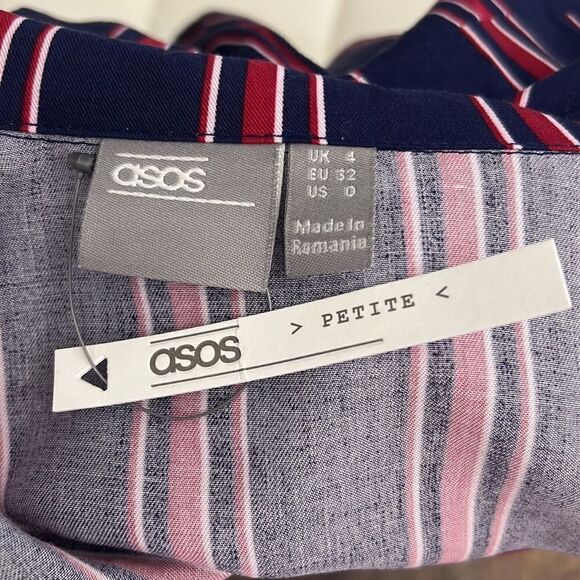 asos
UK 4
EU 32
US 0
Made in
Romania
asos > PETITE <